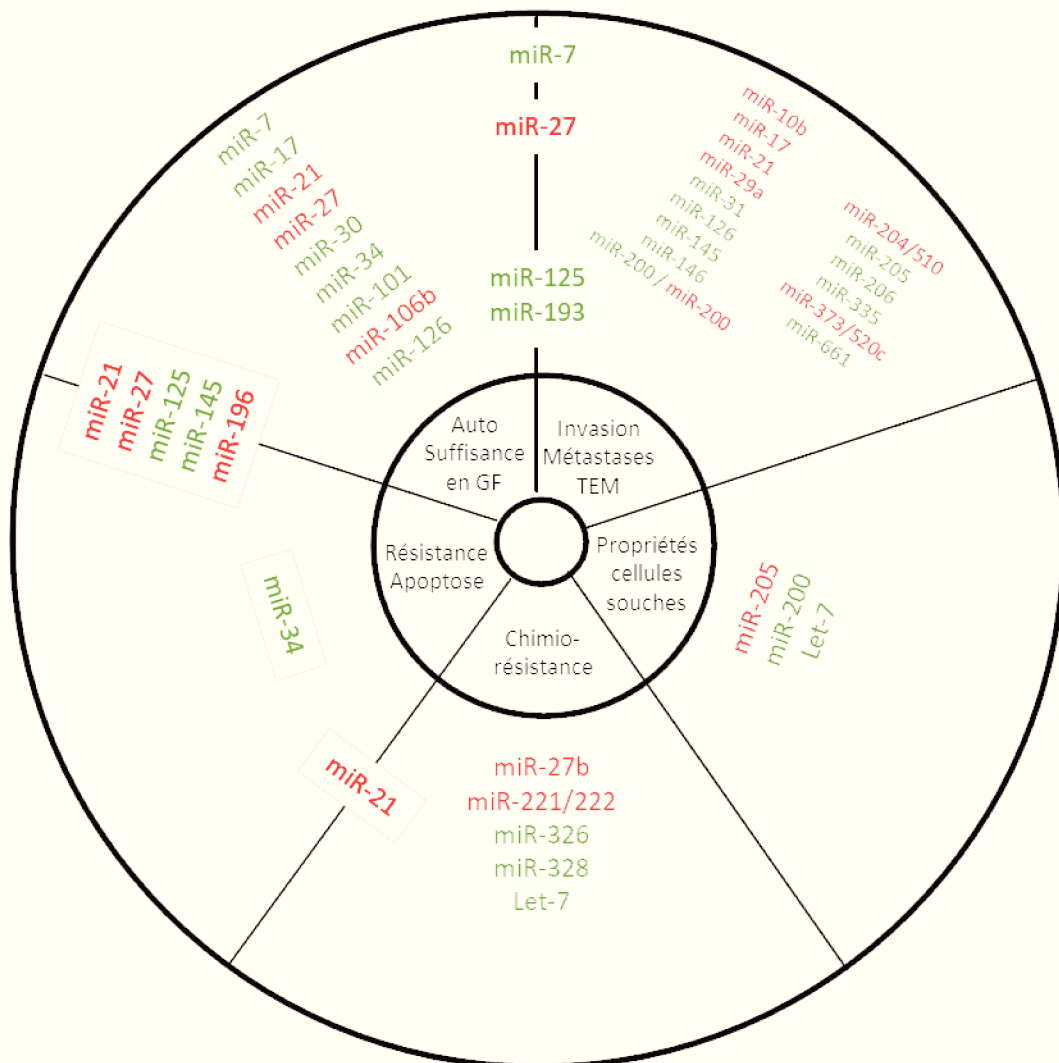 miR-7
miR-27
miR-125
miR-193
miR-7
miR-17
miR-21
miR-27
miR-30
miR-34
miR-101
miR-106b
miR-126
miR-10b
miR-17
miR-21
miR-29a
miR-31
miR-126
miR-145
miR-146
miR-200 / miR-200
miR-204/510
miR-205
miR-206
miR-335
miR-373/520c
miR-661
miR-21
miR-27
miR-125
miR-145
miR-196
Auto
Suffisance
en GF
Invasion
Métastases
TEM
Résistance
Apoptose
Propriétés
cellules
souches
Chimio-
résistance
miR-34
miR-205
miR-200
Let-7
miR-21
miR-27b
miR-221/222
miR-326
miR-328
Let-7